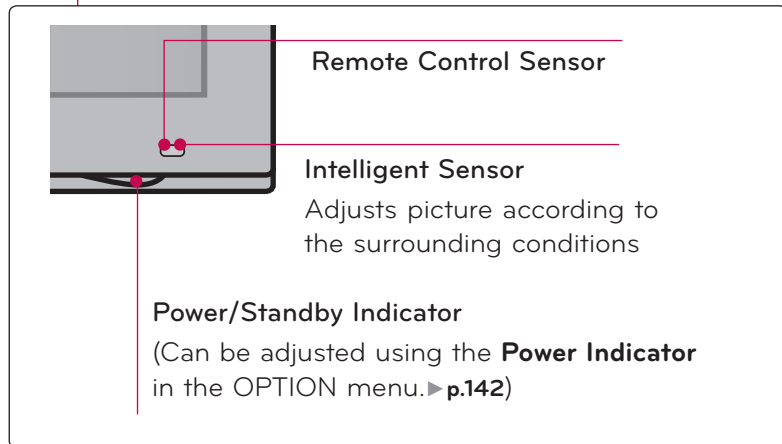 Remote Control Sensor
Intelligent Sensor
Adjusts picture according to
the surrounding conditions
Power/Standby Indicator
(Can be adjusted using the Power Indicator
in the OPTION menu.►p.142)